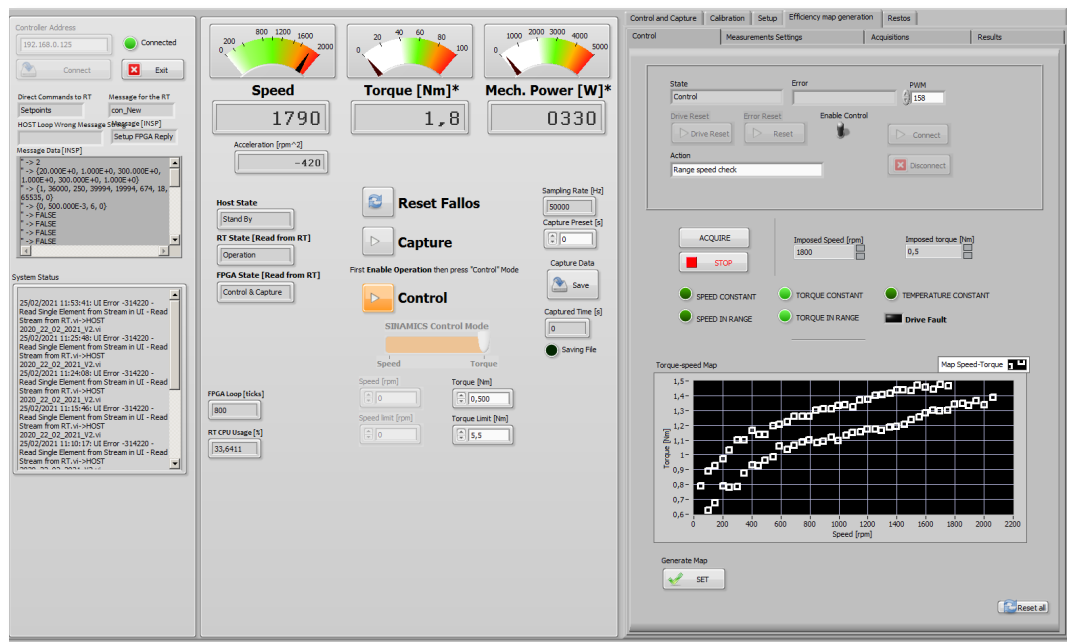 Controller Address
192.168.0.125
Connected
Connect
Exit
Direct Commands to RT
Message for the RT
Setpoints
con_New
HOST Loop Wrong Message
Message [INSP]
Setup FPGA Reply
Message Data [INSP]
" -> 2
" -> {20.000E+0, 1.000E+0, 300.000E+0,
1.000E+0, 300.000E+0, 1.000E+0}
" -> {1, 36000, 250, 39994, 19994, 674, 18,
65535, 0}
" -> {0, 500.000E-3, 6, 0}
" -> FALSE
" -> FALSE
" -> FALSE
" -> FALSE
System Status
25/02/2021 11:53:41: UI Error -314220 -
Read Single Element from Stream in UI - Read
Stream from RT.vi->HOST
2020_22_02_2021_V2.vi
25/02/2021 11:25:48: UI Error -314220 -
Read Single Element from Stream in UI - Read
Stream from RT.vi->HOST
2020_22_02_2021_V2.vi
25/02/2021 11:24:08: UI Error -314220 -
Read Single Element from Stream in UI - Read
Stream from RT.vi->HOST
2020_22_02_2021_V2.vi
25/02/2021 11:15:46: UI Error -314220 -
Read Single Element from Stream in UI - Read
Stream from RT.vi->HOST
2020_22_02_2021_V2.vi
25/02/2021 11:10:17: UI Error -314220 -
Read Single Element from Stream in UI - Read
Stream from RT.vi->HOST
0 200 800 1200 1600 2000
0 20 40 60 80 100
0 1000 2000 3000 4000 5000
Speed
Torque [Nm]*
Mech. Power [W]*
1790
1,8
0330
Acceleration [rpm^2]
-420
Host State
Stand By
RT State [Read from RT]
Operation
FPGA State [Read from RT]
Control & Capture
Reset Fallos
Capture
First Enable Operation then press "Control" Mode
Control
SINAMICS Control Mode
Speed
Torque
Sampling Rate [Hz]
50000
Capture Preset [s]
0
Capture Data
Save
Captured Time [s]
0
Saving File
FPGA Loop [ticks]
800
RT CPU Usage [%]
33,6411
Speed [rpm]
0
Torque [Nm]
0,500
Speed limit [rpm]
0
Torque Limit [Nm]
5,5
Control and Capture
Calibration
Setup
Efficiency map generation
Restos
Control
Measurements Settings
Acquisitions
Results
State
Control
Error
PWM
158
Drive Reset
Error Reset
Enable Control
Drive Reset
Reset
Connect
Action
Range speed check
Disconnect
ACQUIRE
STOP
Imposed Speed [rpm]
1800
Imposed torque [Nm]
0,5
SPEED CONSTANT
TORQUE CONSTANT
TEMPERATURE CONSTANT
SPEED IN RANGE
TORQUE IN RANGE
Drive Fault
Torque-speed Map
Map Speed-Torque
1,5
1,3
1,2
1,1
0,9
0,8
0,7
0,6
Torque [Nm]
0 200 400 600 800 1000 1200 1400 1600 1800 2000 2200
Speed [rpm]
Generate Map
SET
Reset all